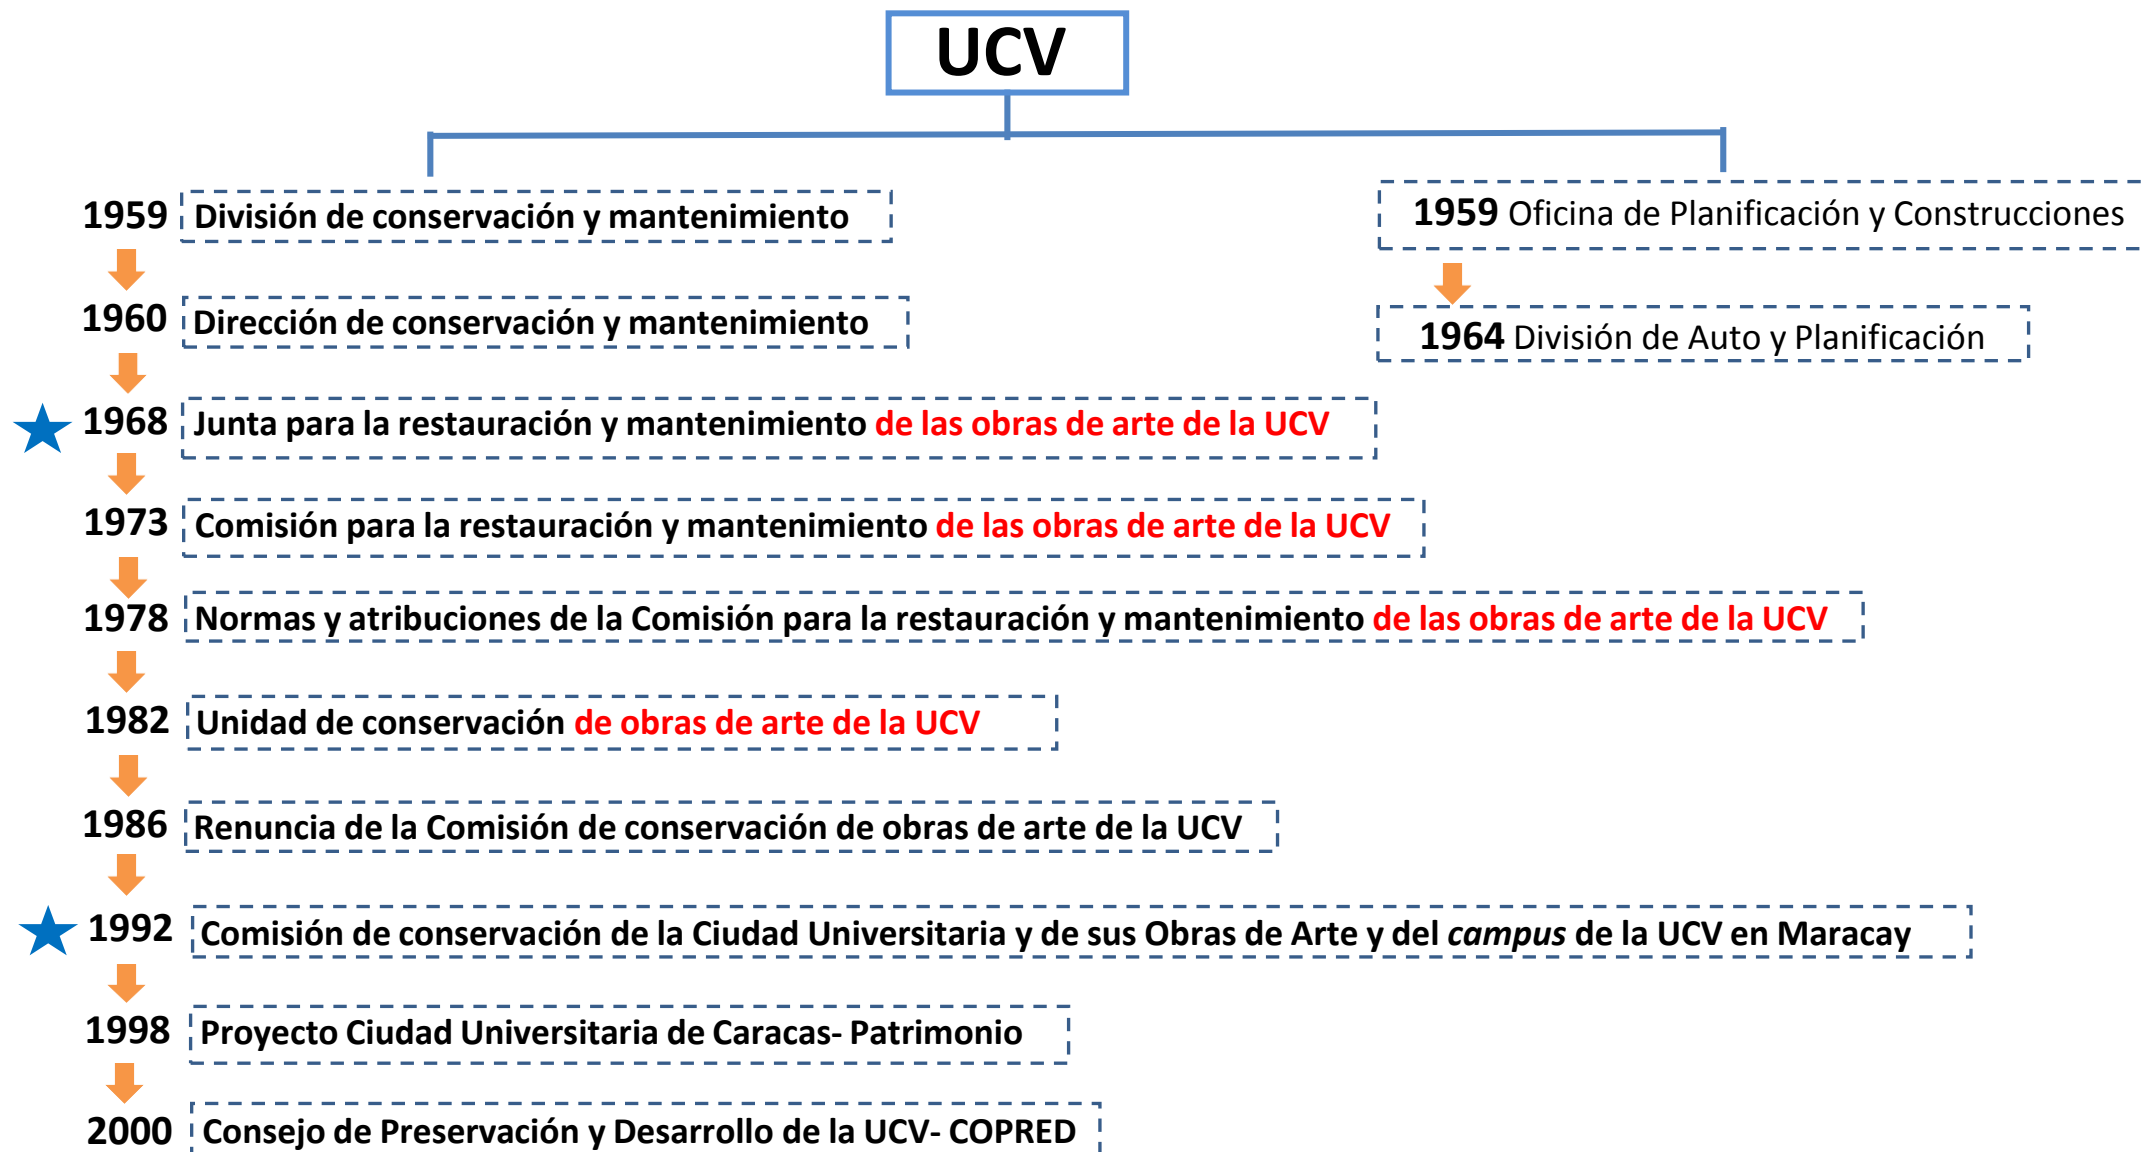 UCV
1959 División de conservación y mantenimiento
1959 Oficina de Planificación y Construcciones
1960 Dirección de conservación y mantenimiento
1964 División de Auto y Planificación
1968 Junta para la restauración y mantenimiento de las obras de arte de la UCV
1973 Comisión para la restauración y mantenimiento de las obras de arte de la UCV
1978 Normas y atribuciones de la Comisión para la restauración y mantenimiento de las obras de arte de la UCV
1982 Unidad de conservación de obras de arte de la UCV
1986 Renuncia de la Comisión de conservación de obras de arte de la UCV
1992 Comisión de conservación de la Ciudad Universitaria y de sus Obras de Arte y del campus de la UCV en Maracay
1998 Proyecto Ciudad Universitaria de Caracas- Patrimonio
2000 Consejo de Preservación y Desarrollo de la UCV- COPRED